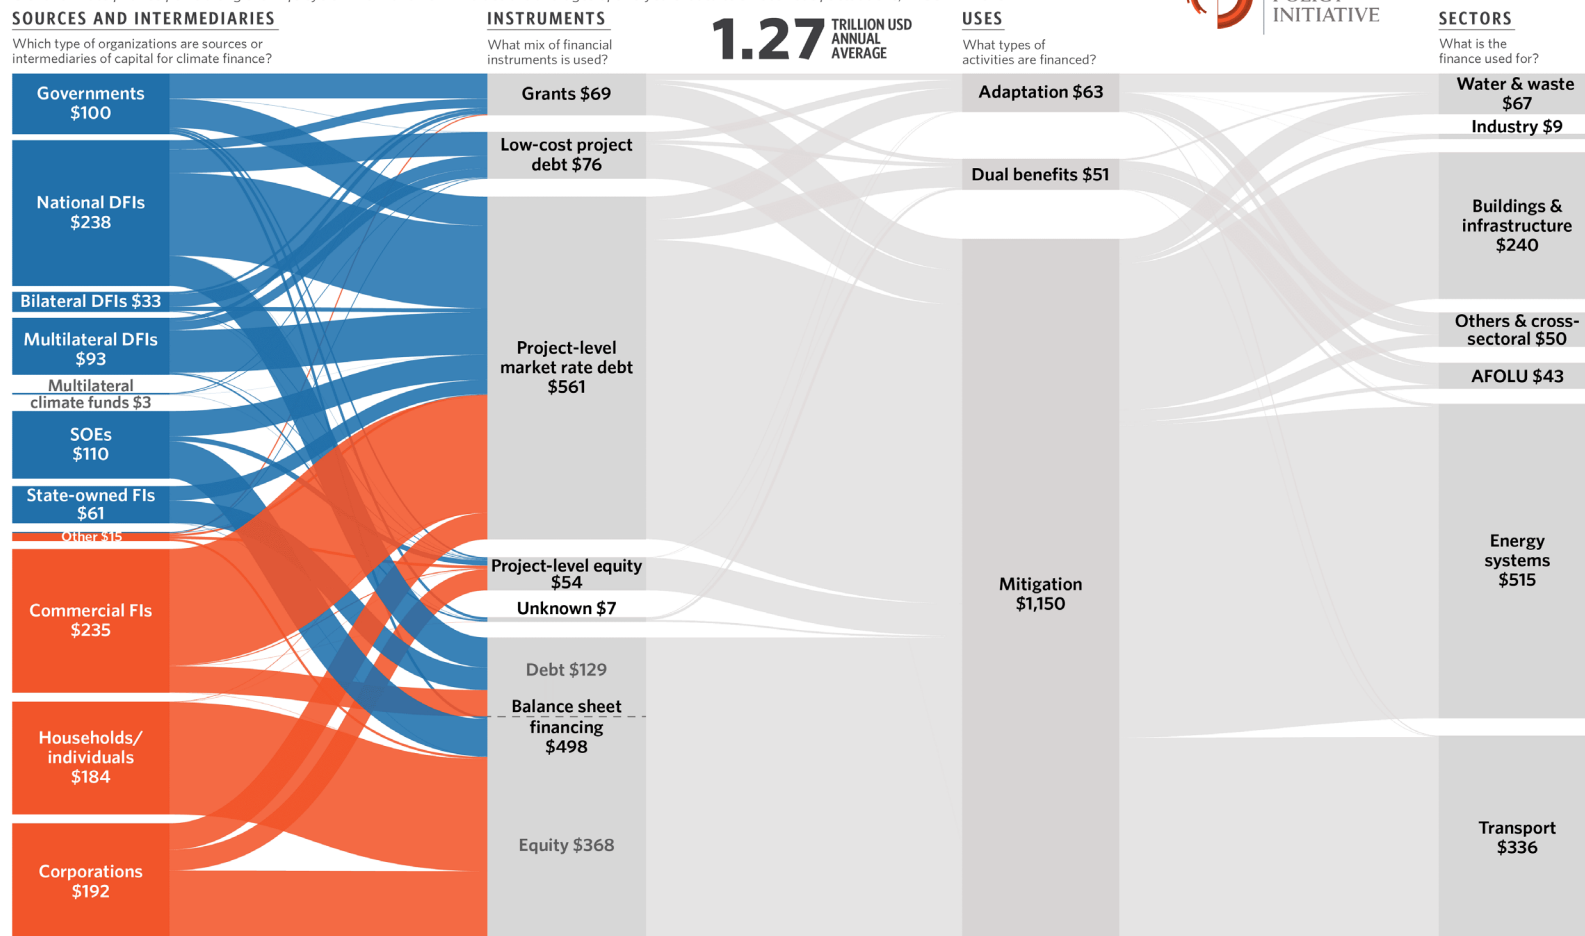 SOURCES AND INTERMEDIARIES
Which type of organizations are sources or
intermediaries of capital for climate finance?
Governments
$100
National DFIs
$238
Bilateral DFIs $33
Multilateral DFIs
$93
Multilateral
climate funds $3
SOEs
$110
State-owned FIs
$61
Other $15
Commercial FIs
$235
Households/
individuals
$184
Corporations
$192
INSTRUMENTS
What mix of financial
instruments is used?
1.27 TRILLION USD
ANNUAL
AVERAGE
Grants $69
Low-cost project
debt $76
Project-level
market rate debt
$561
Project-level equity
$54
Unknown $7
Debt $129
Balance sheet
financing
$498
Equity $368
USES
What types of
activities are financed?
Adaptation $63
Dual benefits $51
Mitigation
$1,150
POLICY
INITIATIVE
SECTORS
What is the
finance used for?
Water & waste
$67
Industry $9
Buildings &
infrastructure
$240
Others & cross-
sectoral $50
AFOLU $43
Energy
systems
$515
Transport
$336